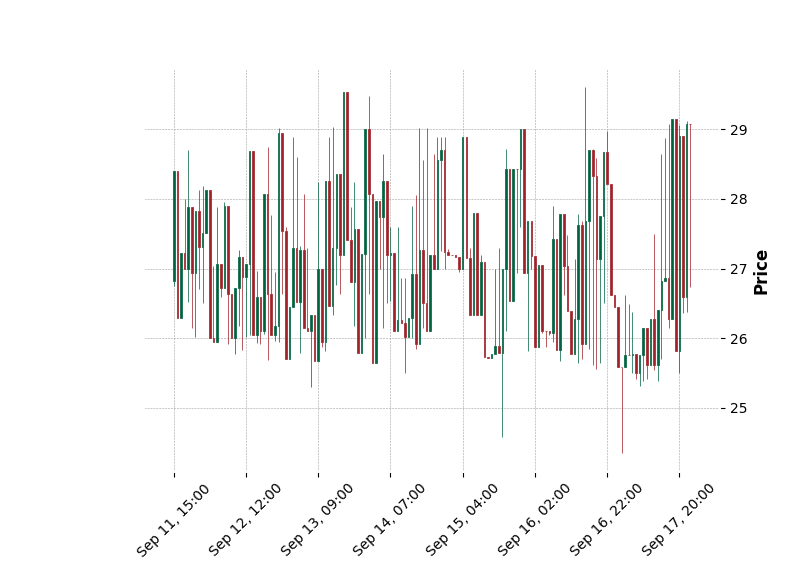 29
28
27
26
25
Price
Sep 11, 15:00
Sep 12, 12:00
Sep 13, 09:00
Sep 14, 07:00
Sep 15, 04:00
Sep 16, 02:00
Sep 16, 22:00
Sep 17, 20:00